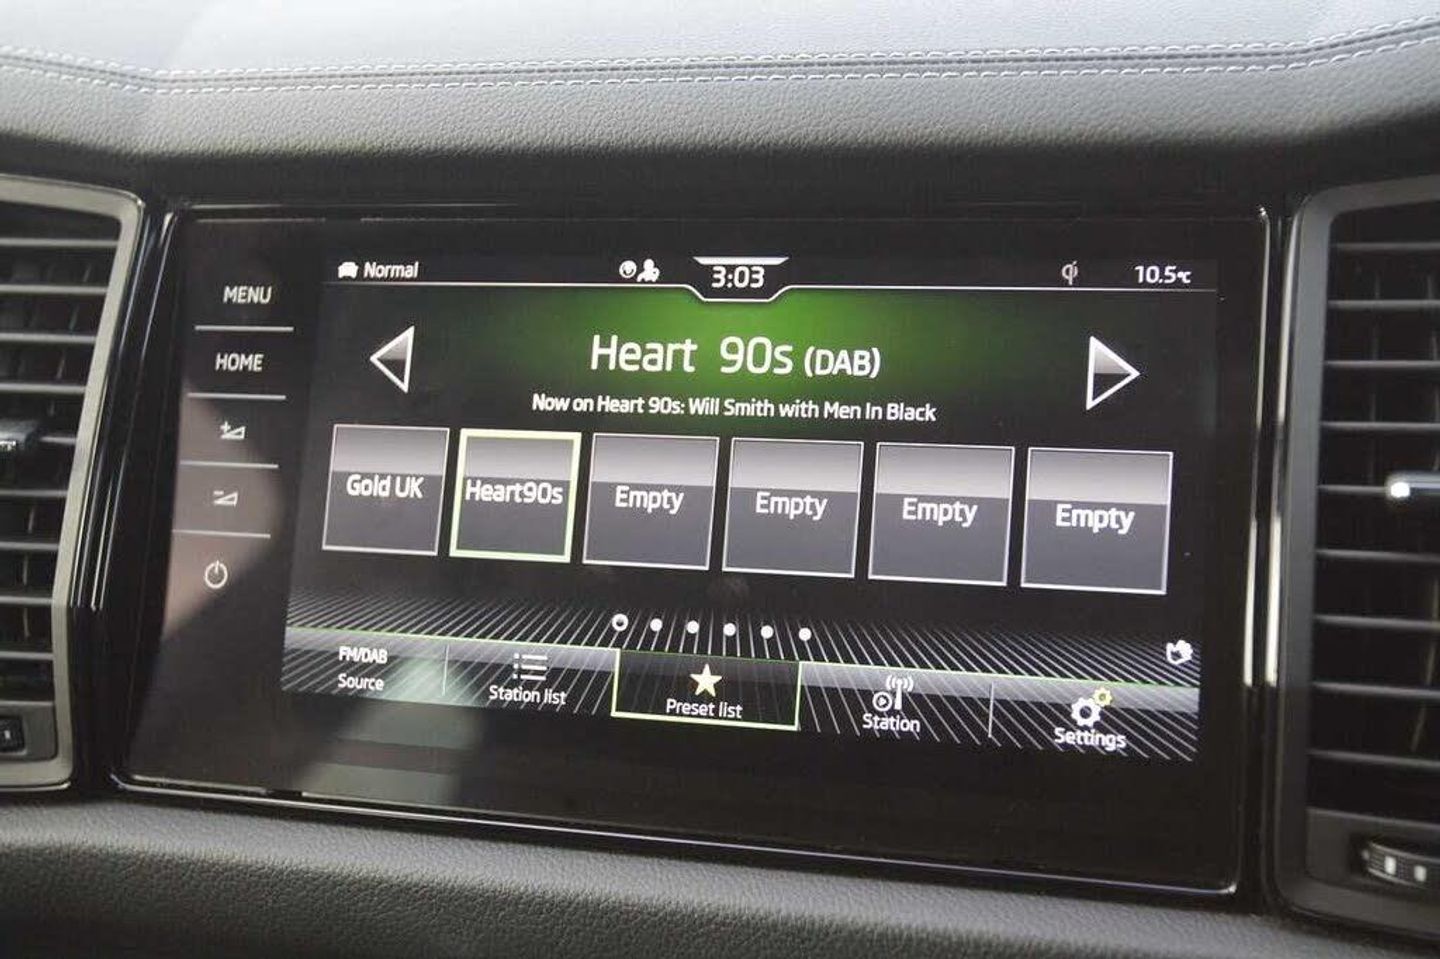 Normal
3:03
10.5°C
MENU
HOME
Heart 90s (DAB)
Now on Heart 90s: Will Smith with Men In Black
Gold UK
Heart90s
Empty
Empty
Empty
Empty
FM/DAB
Source
Station list
Preset list
Station
Settings